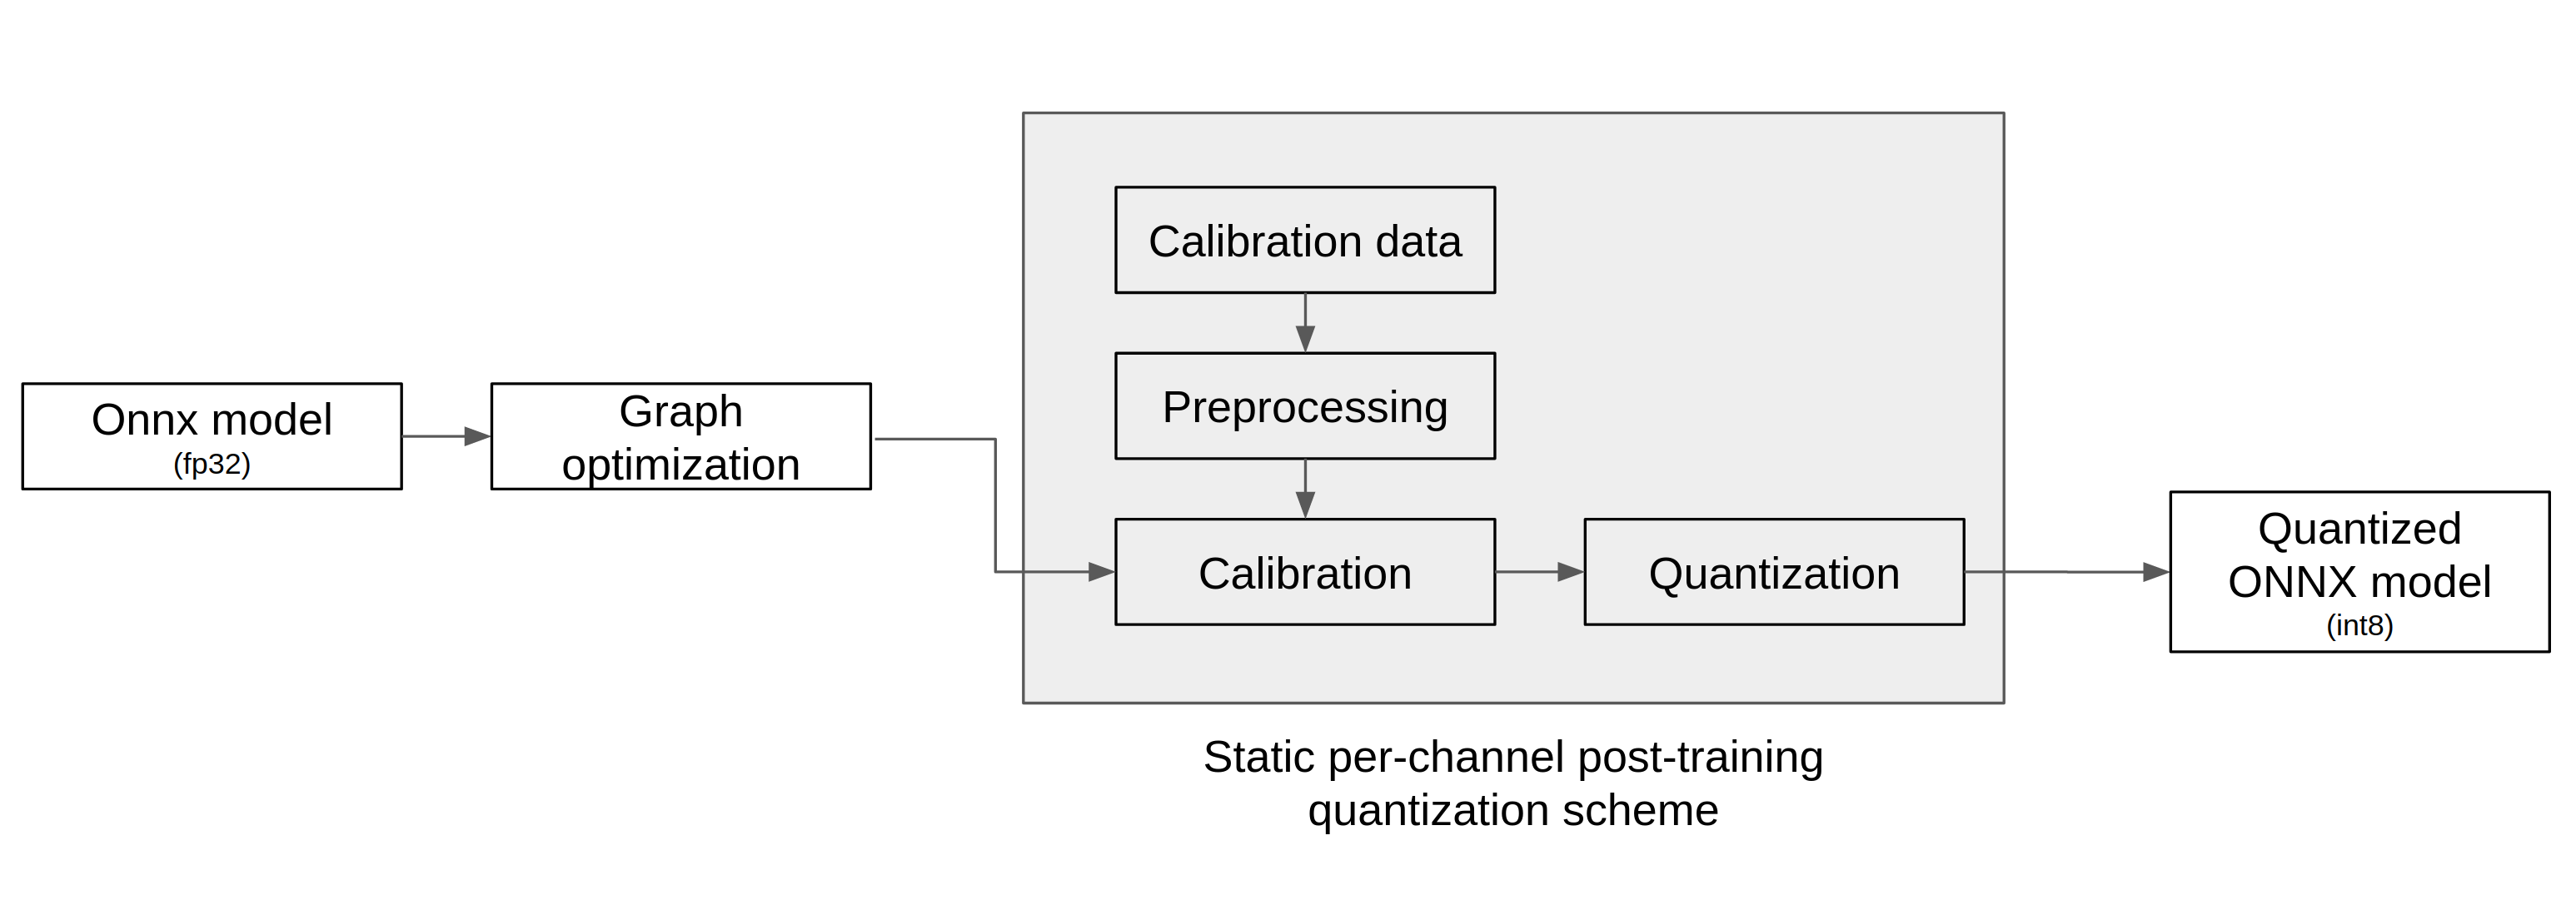 Onnx model
(fp32)
Graph
optimization
Calibration data
Preprocessing
Calibration
Quantization
Quantized
ONNX model
(int8)
Static per-channel post-training
quantization scheme